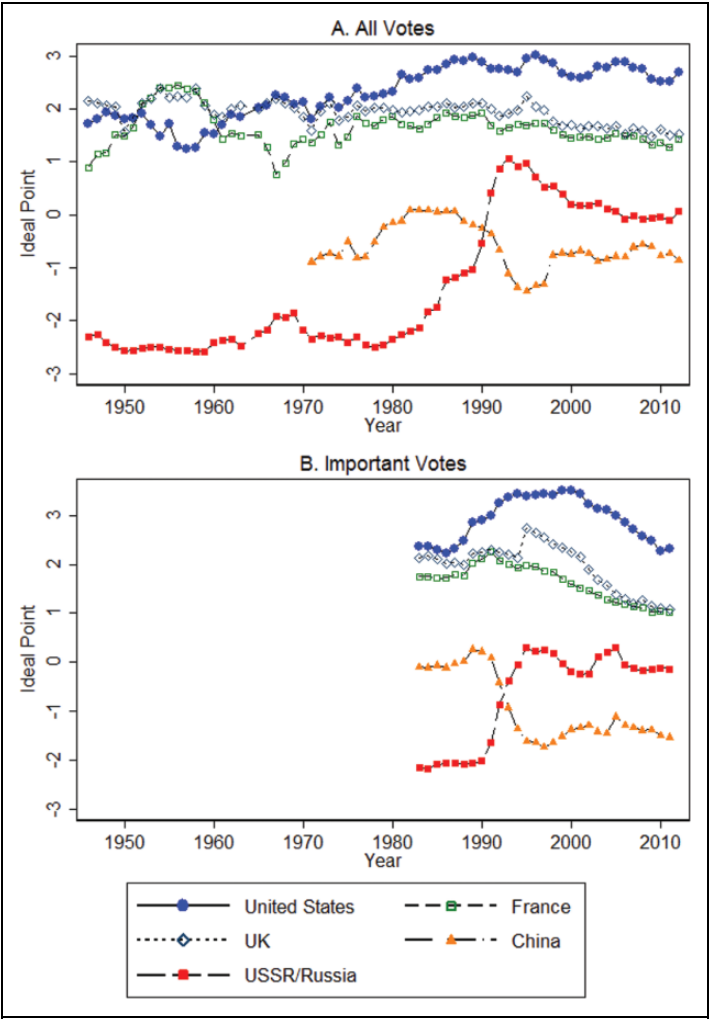 A. All Votes
3
2
1
0
-1
-2
-3
Ideal Point
1950 1960 1970 1980 1990 2000 2010
Year
B. Important Votes
3
2
1
0
-1
-2
-3
Ideal Point
1950 1960 1970 1980 1990 2000 2010
Year
United States France
UK China
USSR/Russia